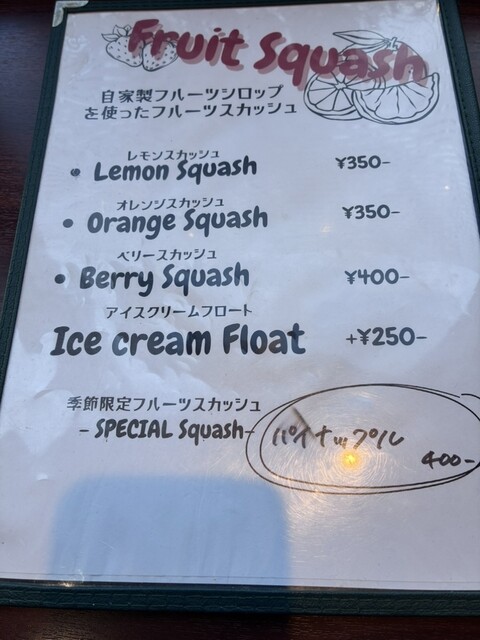 Fruit Squash
自家製フルーツシロップ
を使ったフルーツスカッシュ
レモンスカッシュ
• Lemon Squash ¥350-
オレンジスカッシュ
• Orange Squash ¥350-
ベリースカッシュ
• Berry Squash ¥400-
アイスクリームフロート
Ice cream Float +¥250-
季節限定フルーツスカッシュ
- SPECIAL Squash-
パイナップル
400-